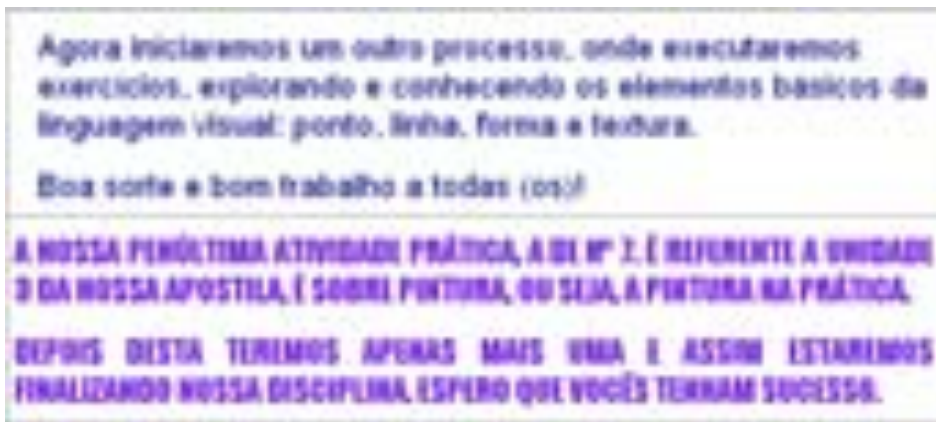 Agora iniciaremos um outro processo, onde executaremos
exercícios, explorando e conhecendo os elementos básicos da
linguagem visual: ponto, linha, forma e textura.
Boa sorte e bom trabalho a todas (os)!
A NOSSA PENÚLTIMA ATIVIDADE PRÁTICA, A DE Nº 7. É REFERENTE A UNIDADE
3 DA NOSSA APOSTILA, É SOBRE PINTURA, OU SEJA, A PINTURA NA PRÁTICA.
DEPOIS DESTA TEREMOS APENAS MAIS UMA E ASSIM ESTAREMOS
FINALIZANDO NOSSA DISCIPLINA, ESPERO QUE VOCÊS TENHAM SUCESSO.